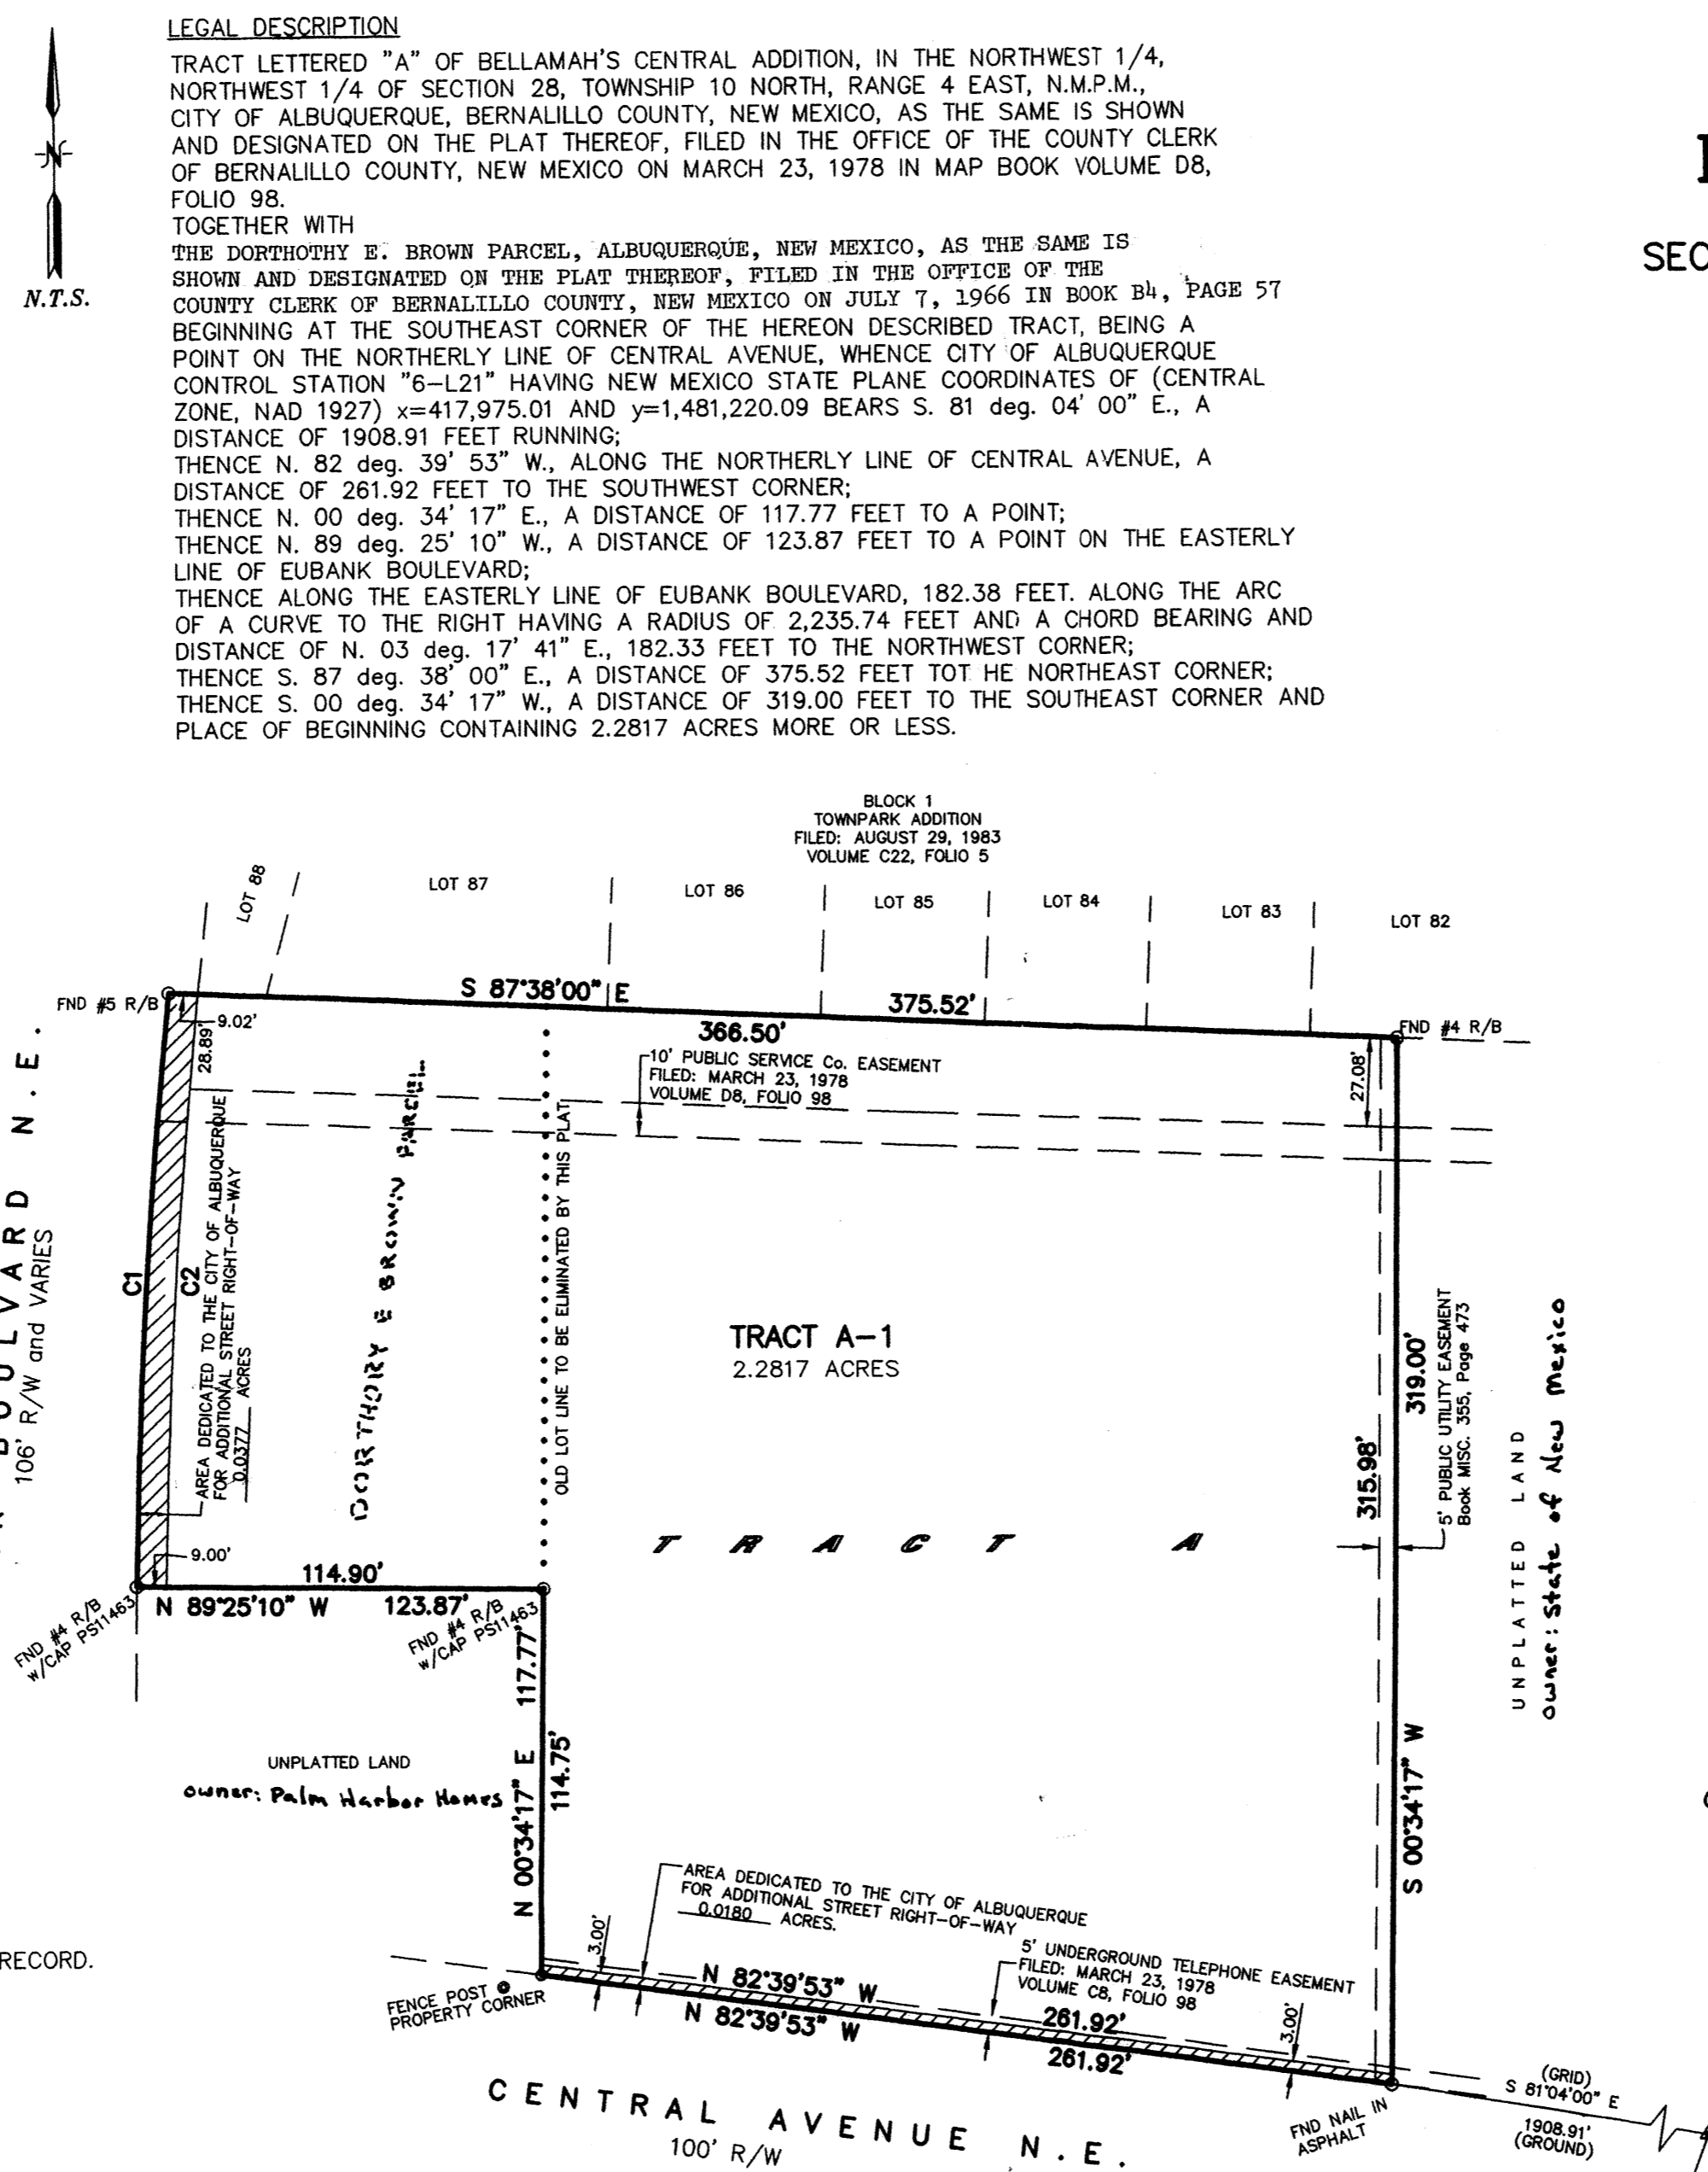 LEGAL DESCRIPTION
TRACT LETTERED "A" OF BELLAMAH'S CENTRAL ADDITION, IN THE NORTHWEST 1/4,
NORTHWEST 1/4 OF SECTION 28, TOWNSHIP 10 NORTH, RANGE 4 EAST, N.M.P.M.,
CITY OF ALBUQUERQUE, BERNALILLO COUNTY, NEW MEXICO, AS THE SAME IS SHOWN
AND DESIGNATED ON THE PLAT THEREOF, FILED IN THE OFFICE OF THE COUNTY CLERK
OF BERNALILLO COUNTY, NEW MEXICO ON MARCH 23, 1978 IN MAP BOOK VOLUME D8,
FOLIO 98.
TOGETHER WITH
THE DORTHOTHY E. BROWN PARCEL, ALBUQUERQUE, NEW MEXICO, AS THE SAME IS
SHOWN AND DESIGNATED ON THE PLAT THEREOF, FILED IN THE OFFICE OF THE
COUNTY CLERK OF BERNALILLO COUNTY, NEW MEXICO ON JULY 7, 1966 IN BOOK B4, PAGE 57
BEGINNING AT THE SOUTHEAST CORNER OF THE HEREON DESCRIBED TRACT, BEING A
POINT ON THE NORTHERLY LINE OF CENTRAL AVENUE, WHENCE CITY OF ALBUQUERQUE
CONTROL STATION "6-L21" HAVING NEW MEXICO STATE PLANE COORDINATES OF (CENTRAL
ZONE, NAD 1927) x=417,975.01 AND y=1,481,220.09 BEARS S. 81 deg. 04' 00" E., A
DISTANCE OF 1908.91 FEET RUNNING;
THENCE N. 82 deg. 39' 53" W., ALONG THE NORTHERLY LINE OF CENTRAL AVENUE, A
DISTANCE OF 261.92 FEET TO THE SOUTHWEST CORNER;
THENCE N. 00 deg. 34' 17" E., A DISTANCE OF 117.77 FEET TO A POINT;
THENCE N. 89 deg. 25' 10" W., A DISTANCE OF 123.87 FEET TO A POINT ON THE EASTERLY
LINE OF EUBANK BOULEVARD;
THENCE ALONG THE EASTERLY LINE OF EUBANK BOULEVARD, 182.38 FEET. ALONG THE ARC
OF A CURVE TO THE RIGHT HAVING A RADIUS OF 2,235.74 FEET AND A CHORD BEARING AND
DISTANCE OF N. 03 deg. 17' 41" E., 182.33 FEET TO THE NORTHWEST CORNER;
THENCE S. 87 deg. 38' 00" E., A DISTANCE OF 375.52 FEET TOT HE NORTHEAST CORNER;
THENCE S. 00 deg. 34' 17" W., A DISTANCE OF 319.00 FEET TO THE SOUTHEAST CORNER AND
PLACE OF BEGINNING CONTAINING 2.2817 ACRES MORE OR LESS.
N
N.T.S.
SEC
BLOCK 1
TOWNPARK ADDITION
FILED: AUGUST 29, 1983
VOLUME C22, FOLIO 5
LOT 88
LOT 87
LOT 86
LOT 85
LOT 84
LOT 83
LOT 82
FND #5 R/B
S 87°38'00" E
375.52'
366.50'
FND #4 R/B
9.02'
28.89'
10' PUBLIC SERVICE Co. EASEMENT
FILED: MARCH 23, 1978
VOLUME D8, FOLIO 98
27.08'
BOULVARD N.E.
106' R/W and VARIES
C1
C2
AREA DEDICATED TO THE CITY OF ALBUQUERQUE
FOR ADDITIONAL STREET RIGHT-OF-WAY
0.0377 ACRES
DORTHORY E BROWN PARCEL
OLD LOT LINE TO BE ELIMINATED BY THIS PLAT
TRACT A-1
2.2817 ACRES
TRACT A
319.00'
315.98'
5' PUBLIC UTILITY EASEMENT
Book MISC. 355, Page 473
UNPLATTED LAND
owner: State of New Mexico
9.00'
114.90'
N 89°25'10" W
123.87'
FND #4 R/B
w/CAP PS11463
FND #4 R/B
w/CAP PS11463
N 00°34'17" E
117.77'
114.75'
UNPLATTED LAND
owner: Palm Harbor Homes
S 00°34'17" W
RECORD.
AREA DEDICATED TO THE CITY OF ALBUQUERQUE
FOR ADDITIONAL STREET RIGHT-OF-WAY
0.0180 ACRES.
3.00'
5' UNDERGROUND TELEPHONE EASEMENT
FILED: MARCH 23, 1978
VOLUME C8, FOLIO 98
FENCE POST
PROPERTY CORNER
N 82°39'53" W
N 82°39'53" W
261.92'
261.92'
3.00'
CENTRAL AVENUE N.E.
100' R/W
FND NAIL IN
ASPHALT
(GRID)
S 81°04'00" E
1908.91'
(GROUND)